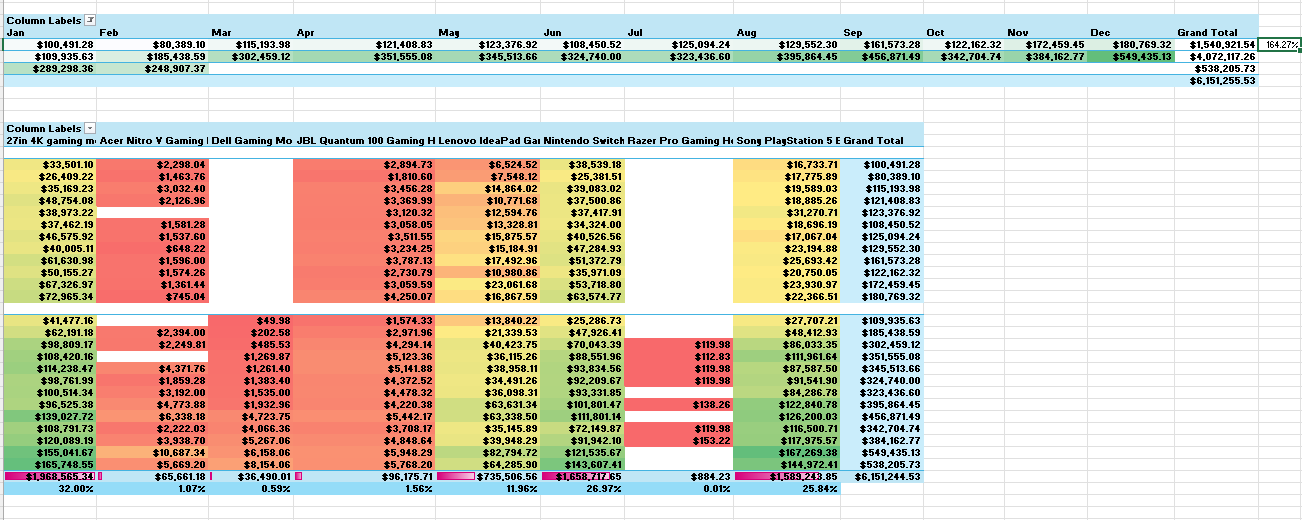 Column Labels
Jan Feb Mar Apr May Jun Jul Aug Sep Oct Nov Dec Grand Total
$100,491.28 $80,389.10 $115,193.98 $121,408.83 $123,376.92 $108,450.52 $125,094.24 $129,552.30 $161,573.28 $122,162.32 $172,459.45 $180,769.32 $1,540,921.54 164.27%
$109,935.63 $185,438.59 $302,459.12 $351,555.08 $345,513.66 $324,740.00 $323,436.60 $395,864.45 $456,871.49 $342,704.74 $384,162.77 $549,435.13 $4,072,117.26
$289,298.36 $248,907.37 $538,205.73
$6,151,255.53
Column Labels
27in 4K gaming m Acer Nitro V Gaming Dell Gaming Mo JBL Quantum 100 Gaming H Lenovo IdeaPad Gai Nintendo Switch Razer Pro Gaming He Sony PlayStation 5 E Grand Total
$33,501.10 $2,298.04 $2,894.73 $6,524.52 $38,539.18 $16,733.71 $100,491.28
$26,409.22 $1,463.76 $1,810.60 $7,548.12 $25,381.51 $17,775.89 $80,389.10
$35,169.23 $3,032.40 $3,456.28 $14,864.02 $39,083.02 $19,589.03 $115,193.98
$48,754.08 $2,126.96 $3,369.99 $10,771.68 $37,500.86 $18,885.26 $121,408.83
$38,973.22 $3,120.32 $12,594.76 $37,417.91 $31,270.71 $123,376.92
$37,462.19 $1,581.28 $3,058.05 $13,328.81 $34,324.00 $18,696.19 $108,450.52
$46,575.92 $1,537.60 $3,511.55 $15,875.57 $40,526.56 $17,067.04 $125,094.24
$40,005.11 $648.22 $3,234.25 $15,184.91 $47,284.93 $23,194.88 $129,552.30
$61,630.98 $1,596.00 $3,787.13 $17,492.96 $51,372.79 $25,693.42 $161,573.28
$50,155.27 $1,574.26 $2,730.79 $10,980.86 $35,971.09 $20,750.05 $122,162.32
$67,326.97 $1,361.44 $3,059.59 $23,061.68 $53,718.80 $23,930.97 $172,459.45
$72,965.34 $745.04 $4,250.07 $16,867.59 $63,574.77 $22,366.51 $180,769.32
$41,477.16 $49.98 $1,574.33 $13,840.22 $25,286.73 $27,707.21 $109,935.63
$62,191.18 $2,394.00 $202.58 $2,971.96 $21,339.53 $47,926.41 $48,412.93 $185,438.59
$98,809.17 $2,249.81 $485.53 $4,294.14 $40,423.75 $70,043.39 $119.98 $86,033.35 $302,459.12
$108,420.16 $1,269.87 $5,123.36 $36,115.26 $88,551.96 $112.83 $111,961.64 $351,555.08
$114,238.47 $4,371.76 $1,261.40 $5,141.88 $38,958.11 $93,834.56 $119.98 $87,587.50 $345,513.66
$98,761.99 $1,859.28 $1,383.40 $4,372.52 $34,491.26 $92,209.67 $119.98 $91,541.90 $324,740.00
$100,514.34 $3,192.00 $1,535.00 $4,478.32 $36,098.31 $93,331.85 $84,286.78 $323,436.60
$96,525.38 $4,773.88 $1,932.96 $4,220.38 $63,631.34 $101,801.47 $138.26 $122,840.78 $395,864.45
$139,027.72 $6,338.18 $4,723.75 $5,442.17 $63,338.50 $111,801.14 $126,200.03 $456,871.49
$108,791.73 $2,222.03 $4,066.36 $3,708.17 $35,145.89 $72,149.87 $119.98 $116,500.71 $342,704.74
$120,089.19 $3,938.70 $5,267.06 $4,848.64 $39,948.29 $91,942.10 $153.22 $117,975.57 $384,162.77
$155,041.67 $10,687.34 $6,158.06 $5,948.29 $82,794.72 $121,535.67 $167,269.38 $549,435.13
$165,748.55 $5,669.20 $8,154.06 $5,768.20 $64,285.90 $143,607.41 $144,972.41 $538,205.73
$1,968,565.34 $65,661.18 $36,490.01 $96,175.71 $735,506.56 $1,658,717.65 $884.23 $1,589,243.85 $6,151,244.53
32.00% 1.07% 0.59% 1.56% 11.96% 26.97% 0.01% 25.84%